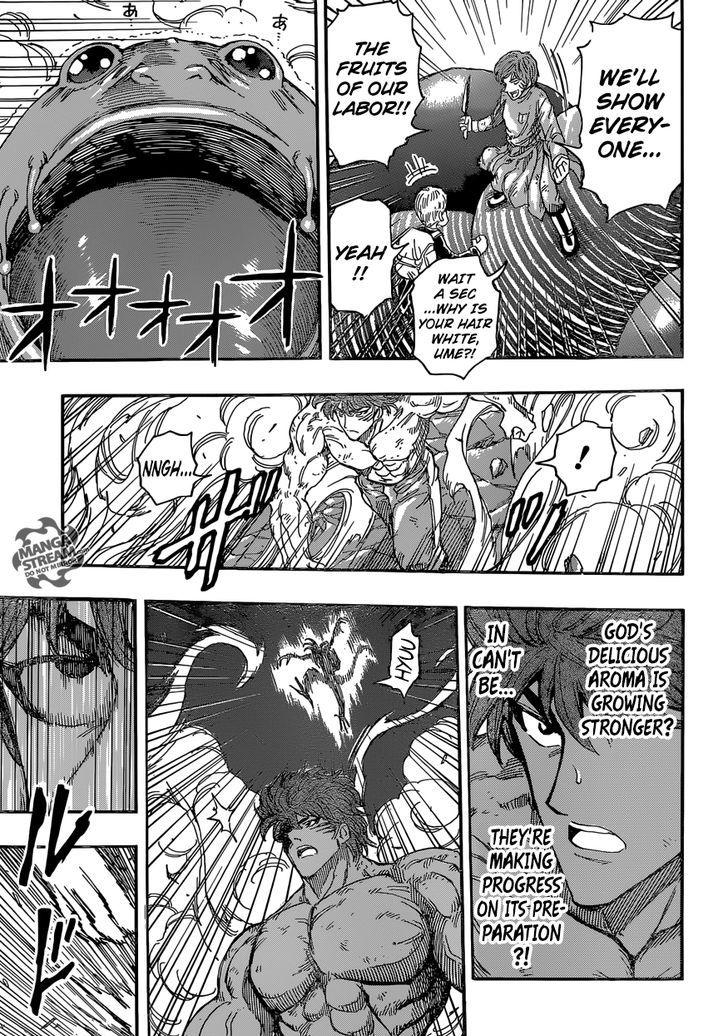 WE'LL
SHOW
EVERY-
ONE...
THE
FRUITS
OF OUR
LABOR!!
YEAH
!!
WAIT
A SEC
...WHY IS
YOUR HAIR
WHITE,
UME?!
あ
あ
オオオオオ
!
NNGH...
MANGA
STREAM
DO NOT MIRROR
GOD'S
DELICIOUS
AROMA IS
GROWING
STRONGER?
IN
CAN'T
BE...
THEY'RE
MAKING
PROGRESS
ON ITS PRE-
PARATION
?!
HYUU
ドル